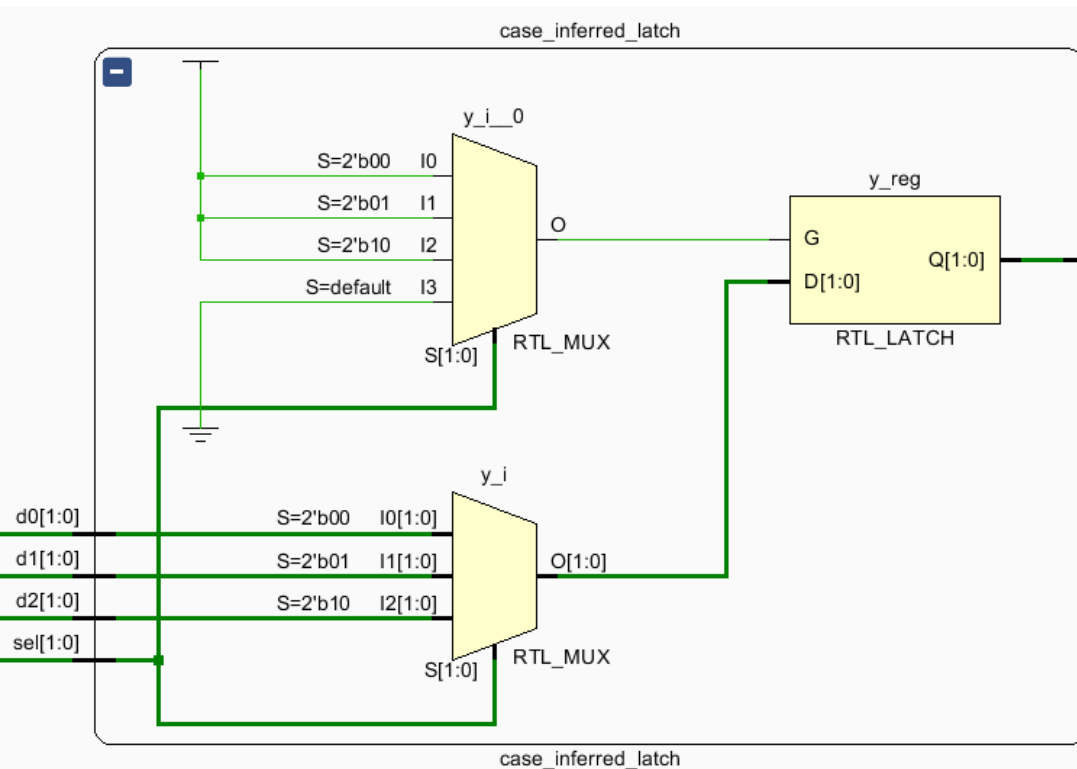 case_inferred_latch
y_i__0
S=2'b00 I0
S=2'b01 I1
S=2'b10 I2
S=default I3
O
S[1:0]
RTL_MUX
y_reg
G
D[1:0]
Q[1:0]
RTL_LATCH
y_i
d0[1:0]
d1[1:0]
d2[1:0]
sel[1:0]
S=2'b00 I0[1:0]
S=2'b01 I1[1:0]
S=2'b10 I2[1:0]
O[1:0]
S[1:0]
RTL_MUX
case_inferred_latch